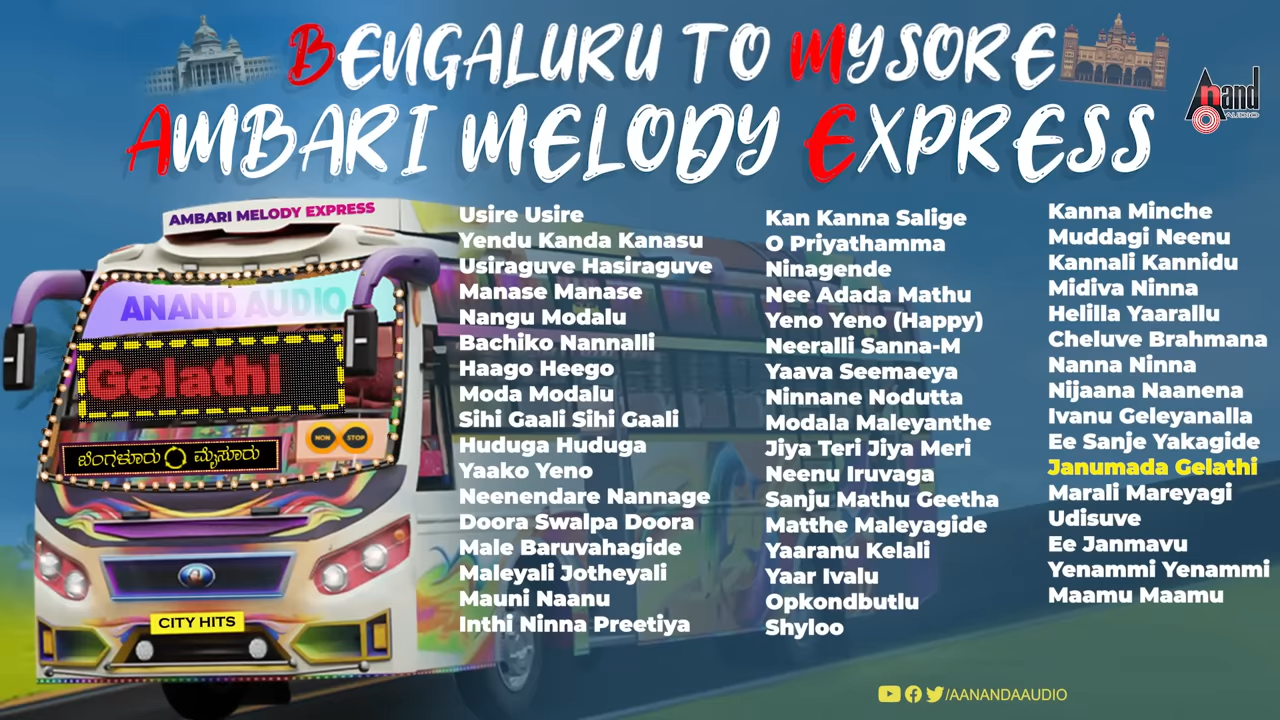 BENGALURU TO MYSORE
AMBARI MELODY EXPRESS
Anand
AUDIO
AMBARI MELODY EXPRESS
ANAND AUDIO
Gelathi
NON STOP
ಬೆಂಗಳೂರು ಮೈಸೂರು
CITY HITS
Usire Usire
Yendu Kanda Kanasu
Usiraguve Hasiraguve
Manase Manase
Nangu Modalu
Bachiko Nannalli
Haago Heego
Moda Modalu
Sihi Gaali Sihi Gaali
Huduga Huduga
Yaako Yeno
Neenendare Nannage
Doora Swalpa Doora
Male Baruvahagide
Maleyali Jotheyali
Mauni Naanu
Inthi Ninna Preetiya
Kan Kanna Salige
O Priyathamma
Ninagende
Nee Adada Mathu
Yeno Yeno (Happy)
Neeralli Sanna-M
Yaava Seemaeya
Ninnane Nodutta
Modala Maleyanthe
Jiya Teri Jiya Meri
Neenu Iruvaga
Sanju Mathu Geetha
Matthe Maleyagide
Yaaranu Kelali
Yaar Ivalu
Opkondbutlu
Shyloo
Kanna Minche
Muddagi Neenu
Kannali Kannidu
Midiva Ninna
Helilla Yaarallu
Cheluve Brahmana
Nanna Ninna
Nijaana Naanena
Ivanu Geleyanalla
Ee Sanje Yakagide
Janumada Gelathi
Marali Mareyagi
Udisuve
Ee Janmavu
Yenammi Yenammi
Maamu Maamu
/AANANDAAUDIO